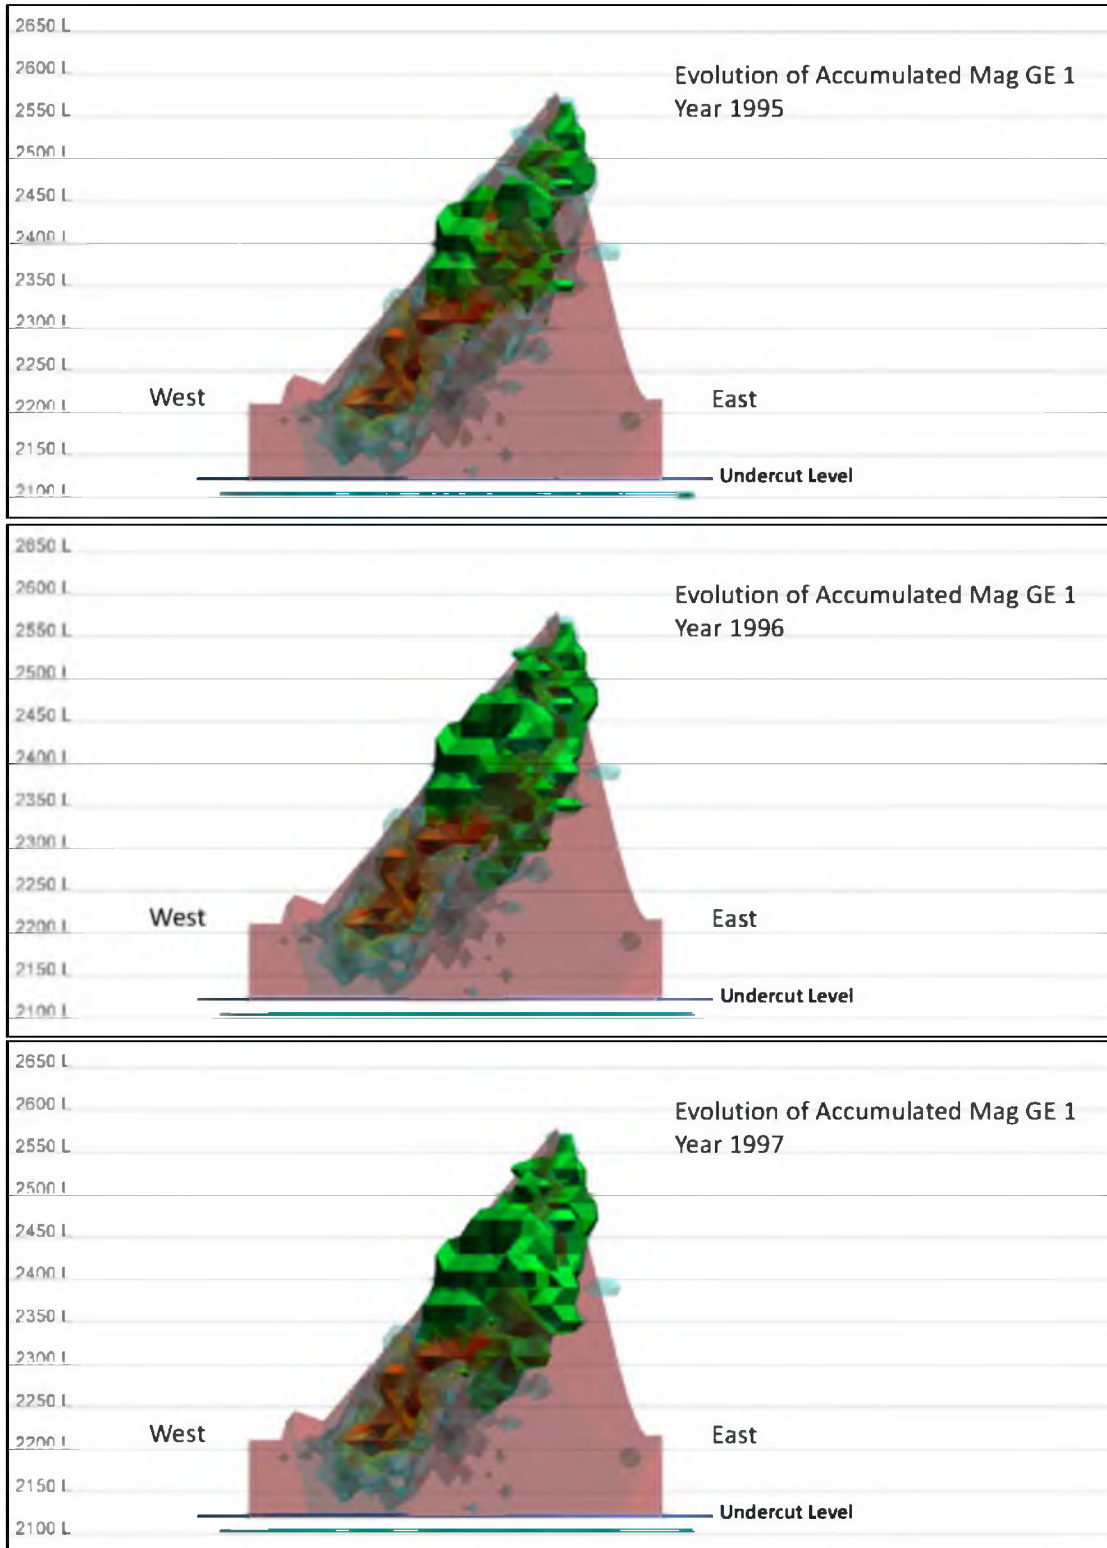 2650 L
2600 L
Evolution of Accumulated Mag GE 1
2550 L
Year 1995
2500 L
2450 L
2400 L
2350 L
2300 L
2250 L
West
East
2200 L
2150 L
Undercut Level
2100 L
2650 L
2600 L
Evolution of Accumulated Mag GE 1
2550 L
Year 1996
2500 L
2450 L
2400 L
2350 L
2300 L
2250 L
West
East
2200 L
2150 L
Undercut Level
2100 L
2650 L
2600 L
Evolution of Accumulated Mag GE 1
2550 L
Year 1997
2500 L
2450 L
2400 L
2350 L
2300 L
2250 L
West
East
2200 L
2150 L
Undercut Level
2100 L